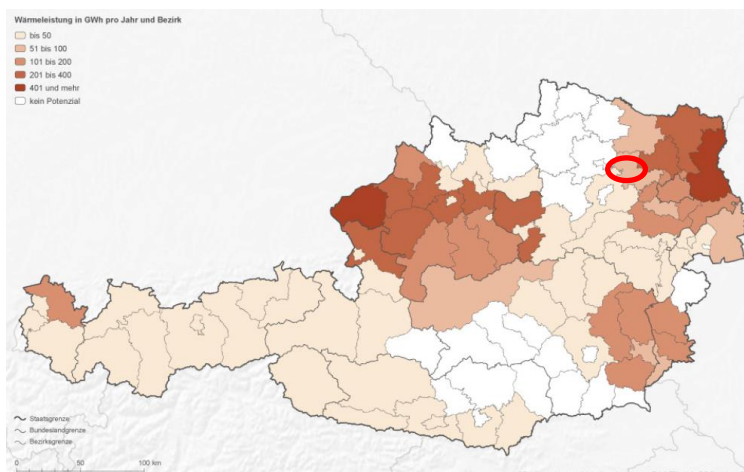 Wärmeleistung in GWh pro Jahr und Bezirk
bis 50
51 bis 100
101 bis 200
201 bis 400
401 und mehr
kein Potenzial
Staatsgrenze
Bundeslandgrenze
Bezirksgrenze
0 50 100 km